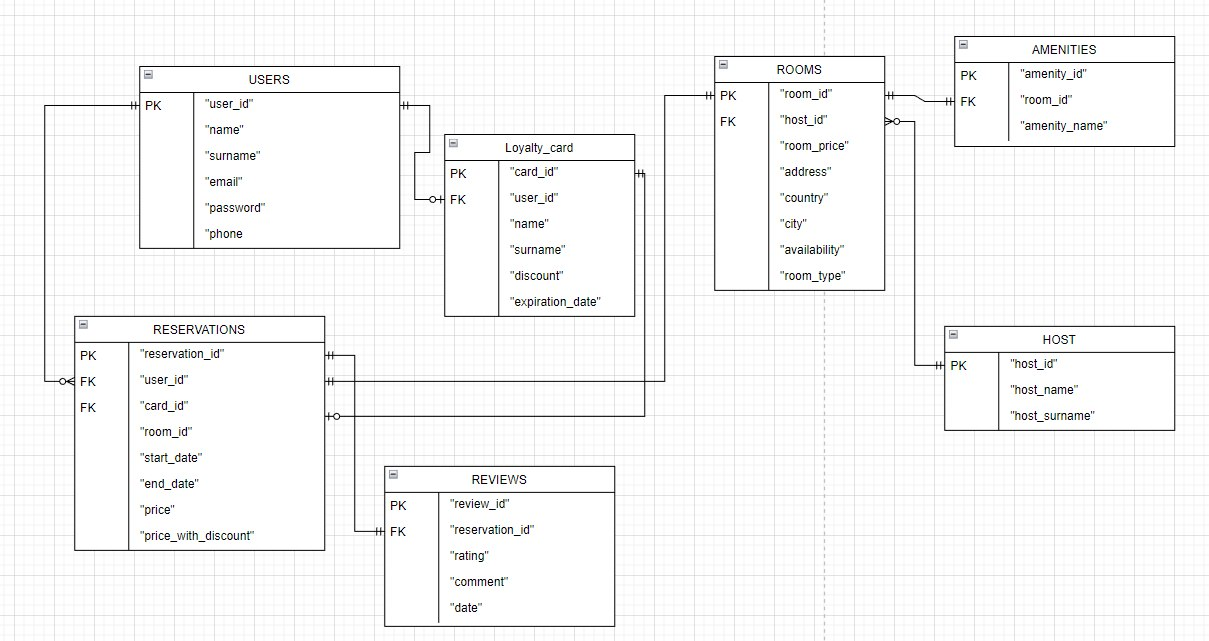 USERS
PK "user_id"
"name"
"surname"
"email"
"password"
"phone
Loyalty_card
PK "card_id"
FK "user_id"
"name"
"surname"
"discount"
"expiration_date"
ROOMS
PK "room_id"
FK "host_id"
"room_price"
"address"
"country"
"city"
"availability"
"room_type"
AMENITIES
PK "amenity_id"
FK "room_id"
"amenity_name"
RESERVATIONS
PK "reservation_id"
FK "user_id"
FK "card_id"
"room_id"
"start_date"
"end_date"
"price"
"price_with_discount"
REVIEWS
PK "review_id"
FK "reservation_id"
"rating"
"comment"
"date"
HOST
PK "host_id"
"host_name"
"host_surname"